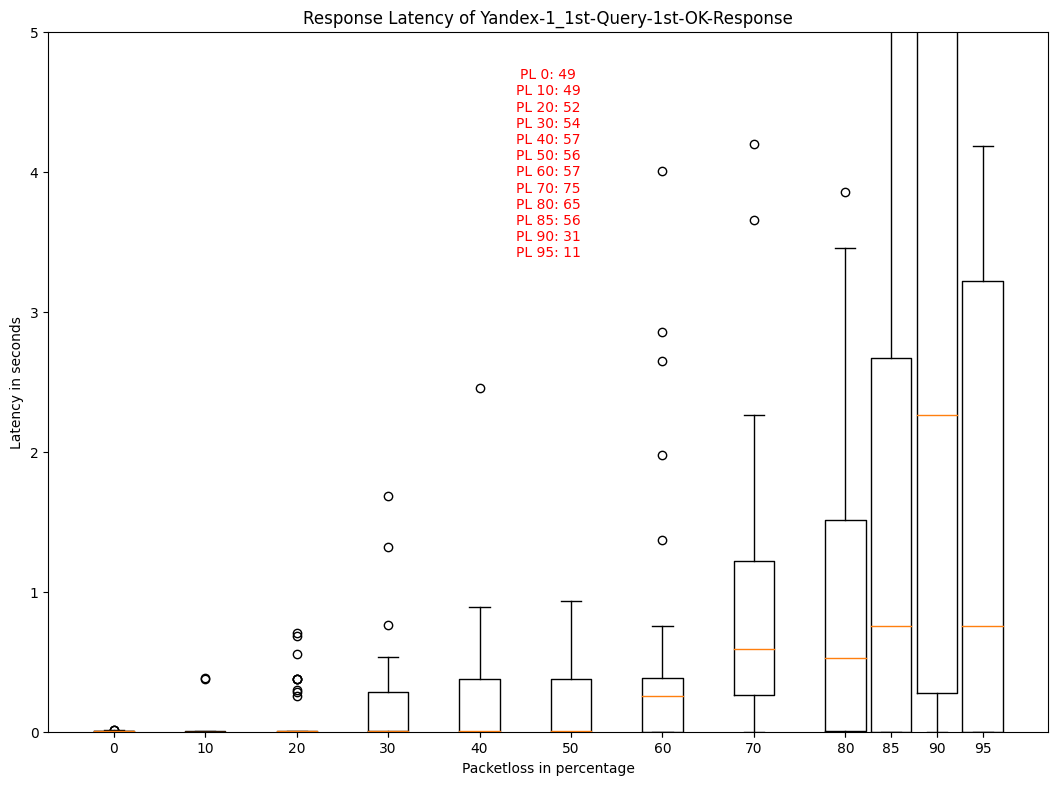 Response Latency of Yandex-1_1st-Query-1st-OK-Response
5
PL 0: 49
PL 10: 49
PL 20: 52
PL 30: 54
PL 40: 57
PL 50: 56
PL 60: 57
PL 70: 75
PL 80: 65
PL 85: 56
PL 90: 31
PL 95: 11
4
3
2
1
0
Latency in seconds
0 10 20 30 40 50 60 70 80 85 90 95
Packetloss in percentage